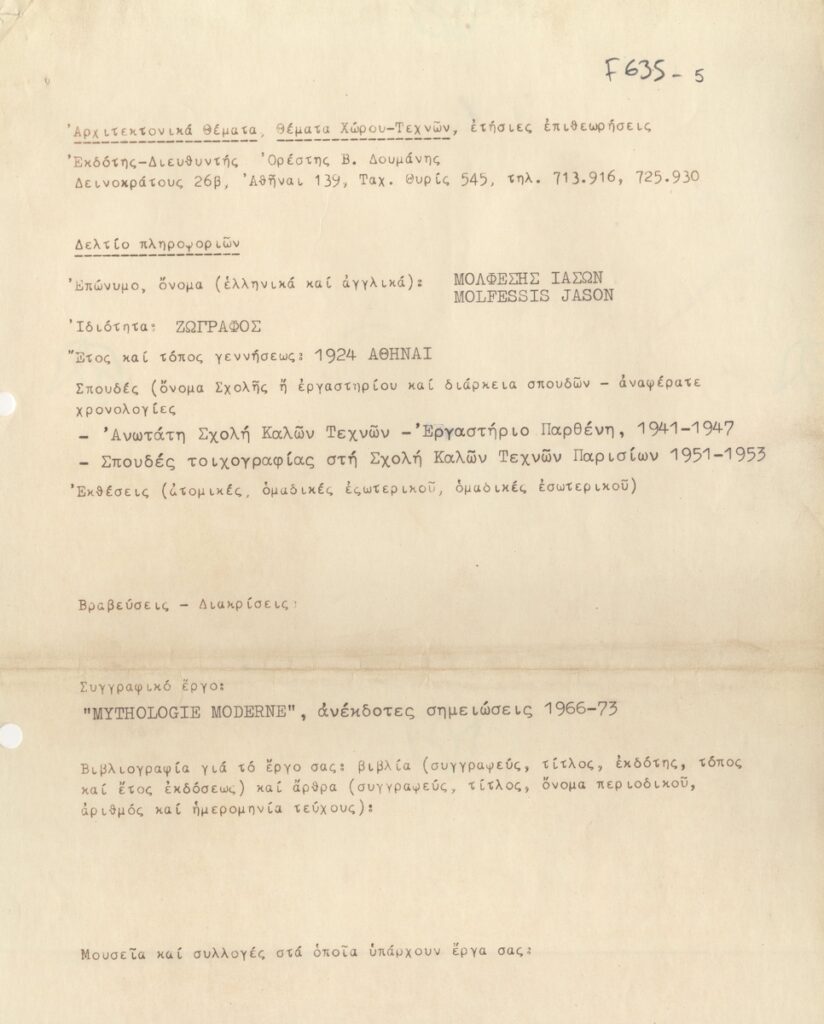 F 635 - 5
Ἀρχιτεκτονικά Θέματα, Θέματα Χώρου-Τεχνῶν, ἐτήσιες ἐπιθεωρήσεις
Ἐκδότης-Διευθυντής Ὀρέστης Β. Δουμάνης
Δεινοκράτους 26β, Ἀθῆναι 139, Ταχ. Θυρίς 545, τηλ. 713.916, 725.930
Δελτίο πληροφοριῶν
Ἐπώνυμο, ὄνομα (ἑλληνικά καί ἀγγλικά): ΜΟΛΦΕΣΗΣ ΙΑΣΩΝ
MOLFESSIS JASON
Ἰδιότητα: ΖΩΓΡΑΦΟΣ
Ἔτος καί τόπος γεννήσεως: 1924 ΑΘΗΝΑΙ
Σπουδές (ὄνομα Σχολῆς ἤ ἐργαστηρίου καί διάρκεια σπουδῶν - ἀναφέρατε
χρονολογίες
- Ἀνωτάτη Σχολή Καλῶν Τεχνῶν - Ἐργαστήριο Παρθένη, 1941-1947
- Σπουδές τοιχογραφίας στή Σχολή Καλῶν Τεχνῶν Παρισίων 1951-1953
Ἐκθέσεις (ἀτομικές, ὁμαδικές ἐξωτερικοῦ, ὁμαδικές ἐσωτερικοῦ)
Βραβεύσεις - Διακρίσεις:
Συγγραφικό ἔργο:
"MYTHOLOGIE MODERNE", ἀνέκδοτες σημειώσεις 1966-73
Βιβλιογραφία γιά τό ἔργο σας: βιβλία (συγγραφεύς, τίτλος, ἐκδότης, τόπος
καί ἔτος ἐκδόσεως) καί ἄρθρα (συγγραφεύς, τίτλος, ὄνομα περιοδικοῦ,
ἀριθμός καί ἡμερομηνία τεύχους):
Μουσεῖα καί συλλογές στά ὁποῖα ὑπάρχουν ἔργα σας: